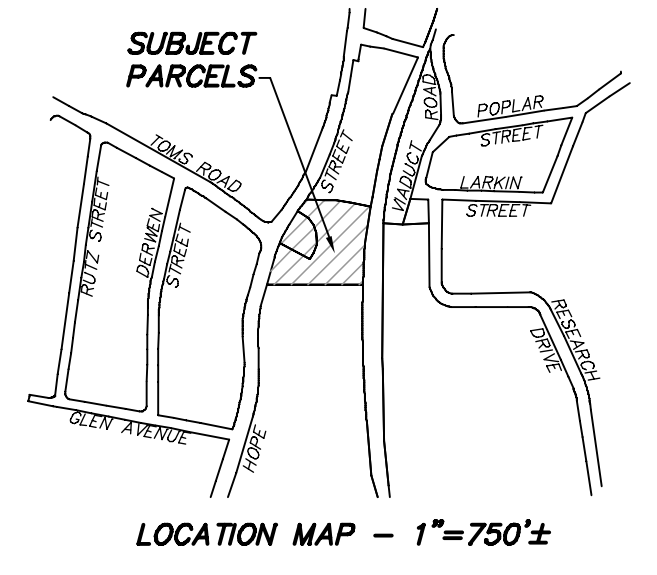 SUBJECT
PARCELS
ROAD
POPLAR
STREET
TOMS ROAD
STREET
VIADUCT
LARKIN
STREET
RUTZ STREET
DERWEN
STREET
RESEARCH
DRIVE
GLEN AVENUE
HOPE
LOCATION MAP - 1"=750'±